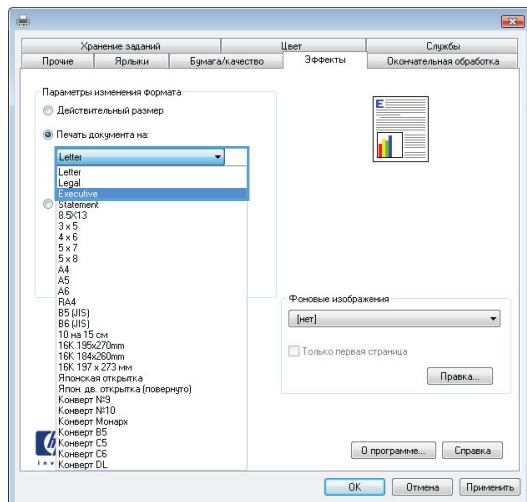 Хранение заданий
Цвет
Службы
Прочие
Ярлыки
Бумага/качество
Эффекты
Окончательная обработка
Параметры изменения формата
Действительный размер
Печать документа на:
Letter
Letter
Legal
Executive
Statement
8.5X13
3 x 5
4 x 6
5 x 7
5 x 8
A4
A5
A6
RA4
B5 (JIS)
B6 (JIS)
10 на 15 см
16K 195x270mm
16K 184x260mm
16K 197 x 273 мм
Японская открытка
Япон. дв. открытка (повернуто)
Конверт №9
Конверт №10
Конверт Монарх
Конверт B5
Конверт C5
Конверт C6
Конверт DL
E
Фоновые изображения
[нет]
Только первая страница
Правка...
i n v
О программе...
Справка
OK
Отмена
Применить